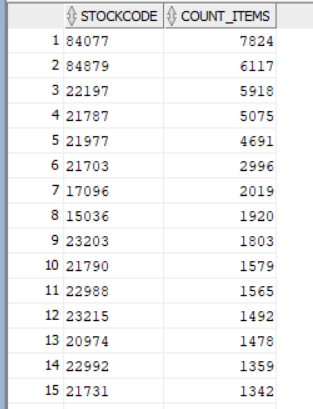 STOCKCODE COUNT_ITEMS
1 84077 7824
2 84879 6117
3 22197 5918
4 21787 5075
5 21977 4691
6 21703 2996
7 17096 2019
8 15036 1920
9 23203 1803
10 21790 1579
11 22988 1565
12 23215 1492
13 20974 1478
14 22992 1359
15 21731 1342